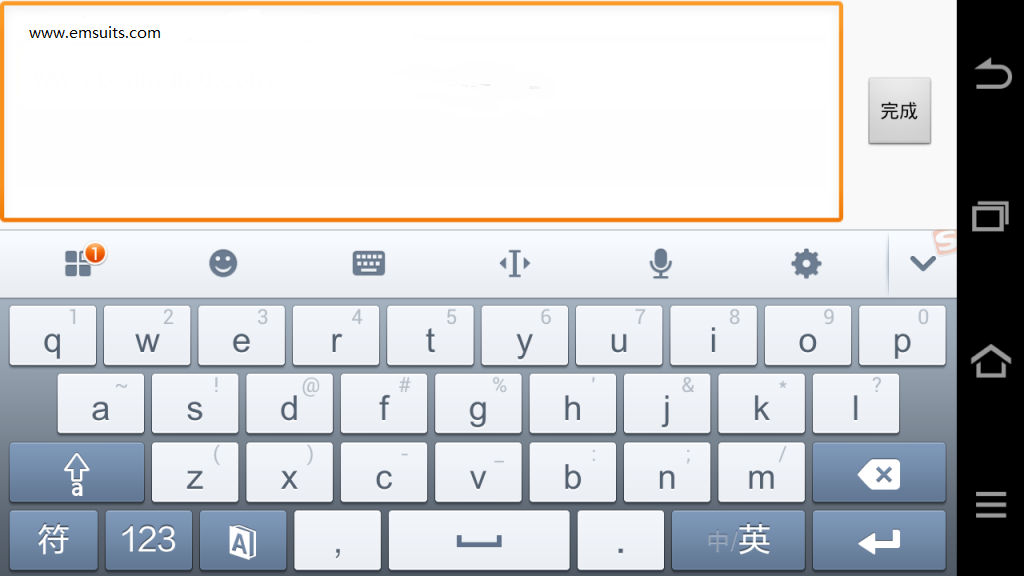 www.emsuits.com
完成
1
1 2 3 4 5 6 7 8 9 0
q w e r t y u i o p
~ ! @ # % ' & * ?
a s d f g h j k l
( ) - _ : ; /
a z x c v b n m
符 123 A , . 中/英
S